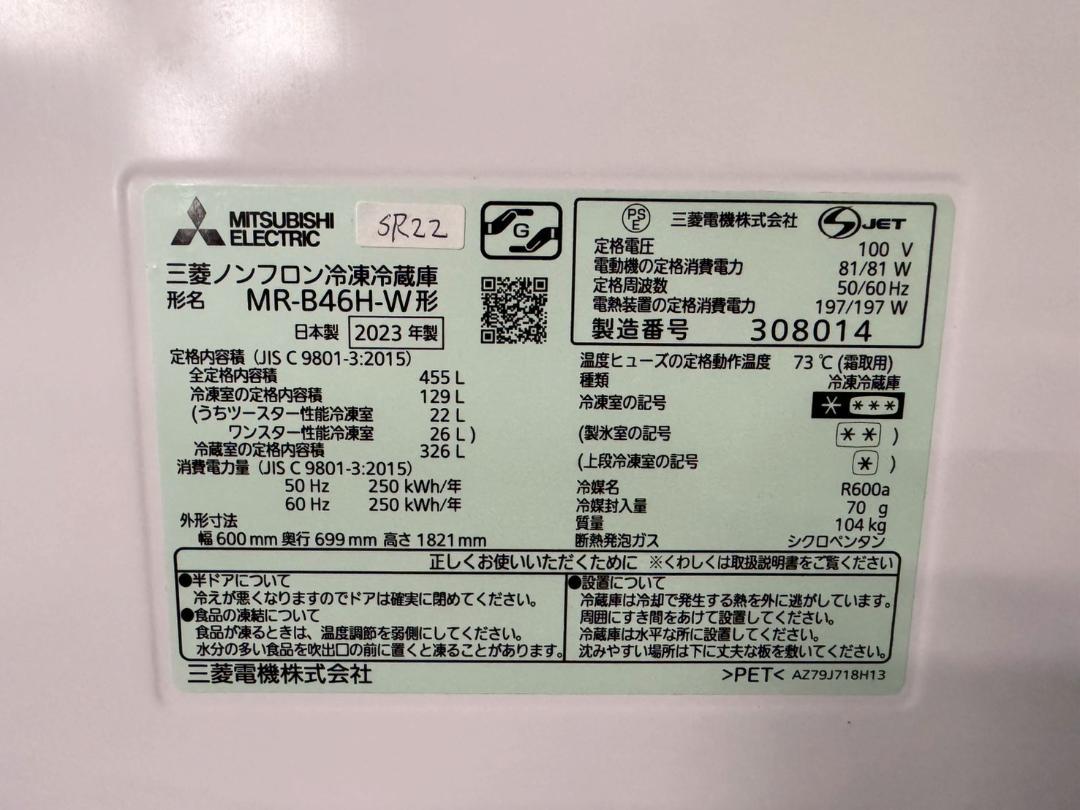 MITSUBISHI
ELECTRIC
SR22
G
三菱ノンフロン冷凍冷蔵庫
形名 MR-B46H-W形
日本製 2023 年製
定格内容積（JIS C 9801-3:2015）
全定格内容積 455 L
冷凍室の定格内容積 129 L
(うちツースター性能冷凍室 22 L
ワンスター性能冷凍室 26 L )
冷蔵室の定格内容積 326 L
消費電力量（JIS C 9801-3:2015）
50 Hz 250 kWh/年
60 Hz 250 kWh/年
外形寸法
幅 600 mm 奥行 699 mm 高さ 1821 mm
PS
E 三菱電機株式会社 JET
定格電圧 100 V
電動機の定格消費電力 81/81 W
定格周波数 50/60 Hz
電熱装置の定格消費電力 197/197 W
製造番号 308014
温度ヒューズの定格動作温度 73 ℃ (霜取用)
種類 冷凍冷蔵庫
冷凍室の記号 * ***
(製氷室の記号 ** )
(上段冷凍室の記号 * )
冷媒名 R600a
冷媒封入量 70 g
質量 104 kg
断熱発泡ガス シクロペンタン
正しくお使いいただくために ※くわしくは取扱説明書をご覧ください
●半ドアについて
冷えが悪くなりますのでドアは確実に閉めてください。
●食品の凍結について
食品が凍るときは、温度調節を弱側にしてください。
水分の多い食品を吹出口の前に置くと凍ることがあります。
●設置について
冷蔵庫は冷却で発生する熱を外に逃がしています。
周囲にすき間をあけて設置してください。
冷蔵庫は水平な所に設置してください。
沈みやすい場所は下に丈夫な板を敷いてください。
三菱電機株式会社
>PET< AZ79J718H13